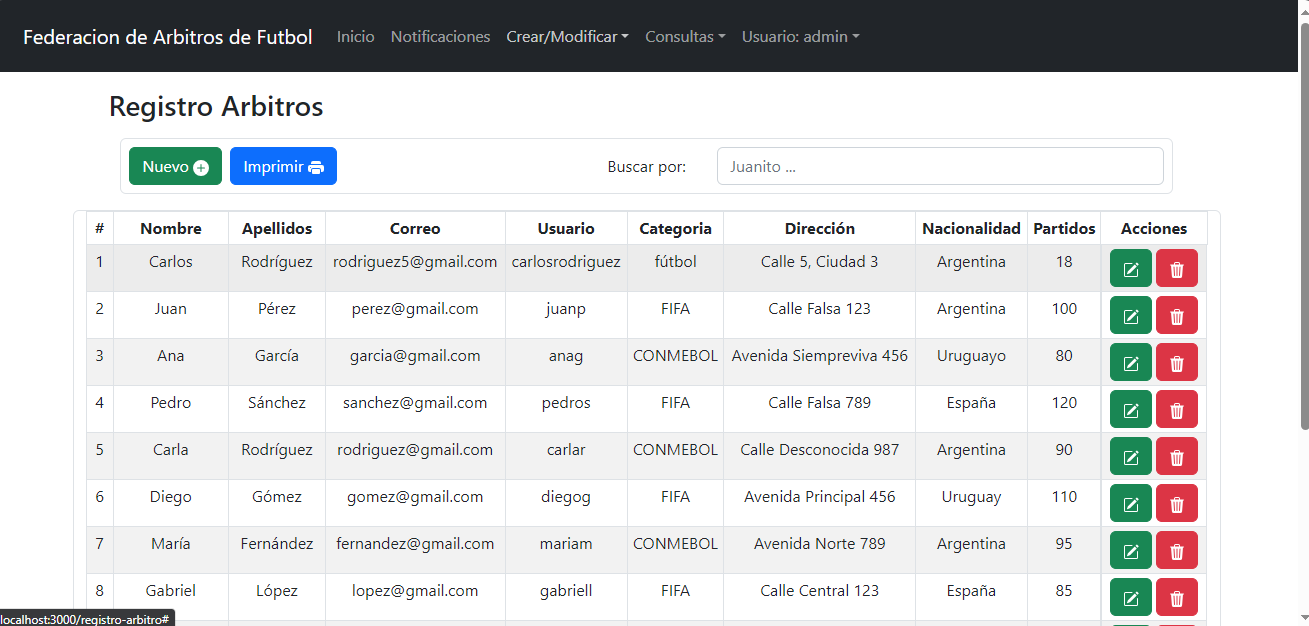 Federacion de Arbitros de Futbol Inicio Notificaciones Crear/Modificar Consultas Usuario: admin
Registro Arbitros
Nuevo Imprimir Buscar por: Juanito ...
# Nombre Apellidos Correo Usuario Categoria Dirección Nacionalidad Partidos Acciones
1 Carlos Rodríguez rodriguez5@gmail.com carlosrodriguez fútbol Calle 5, Ciudad 3 Argentina 18
2 Juan Pérez perez@gmail.com juanp FIFA Calle Falsa 123 Argentina 100
3 Ana García garcia@gmail.com anag CONMEBOL Avenida Siempreviva 456 Uruguayo 80
4 Pedro Sánchez sanchez@gmail.com pedros FIFA Calle Falsa 789 España 120
5 Carla Rodríguez rodriguez@gmail.com carlar CONMEBOL Calle Desconocida 987 Argentina 90
6 Diego Gómez gomez@gmail.com diegog FIFA Avenida Principal 456 Uruguay 110
7 María Fernández fernandez@gmail.com mariam CONMEBOL Avenida Norte 789 Argentina 95
8 Gabriel López lopez@gmail.com gabriell FIFA Calle Central 123 España 85
localhost:3000/registro-arbitro#